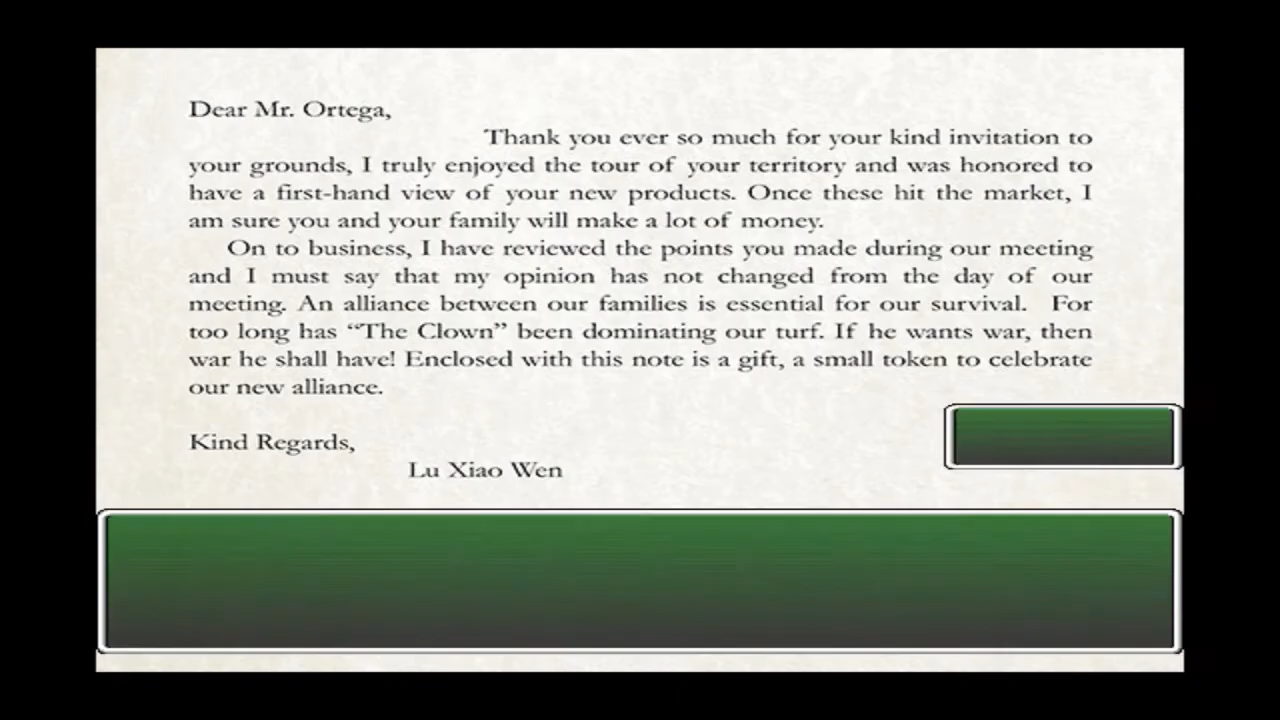 Dear Mr. Ortega,
Thank you ever so much for your kind invitation to
your grounds, I truly enjoyed the tour of your territory and was honored to
have a first-hand view of your new products. Once these hit the market, I
am sure you and your family will make a lot of money.
On to business, I have reviewed the points you made during our meeting
and I must say that my opinion has not changed from the day of our
meeting. An alliance between our families is essential for our survival. For
too long has “The Clown” been dominating our turf. If he wants war, then
war he shall have! Enclosed with this note is a gift, a small token to celebrate
our new alliance.
Kind Regards,
Lu Xiao Wen